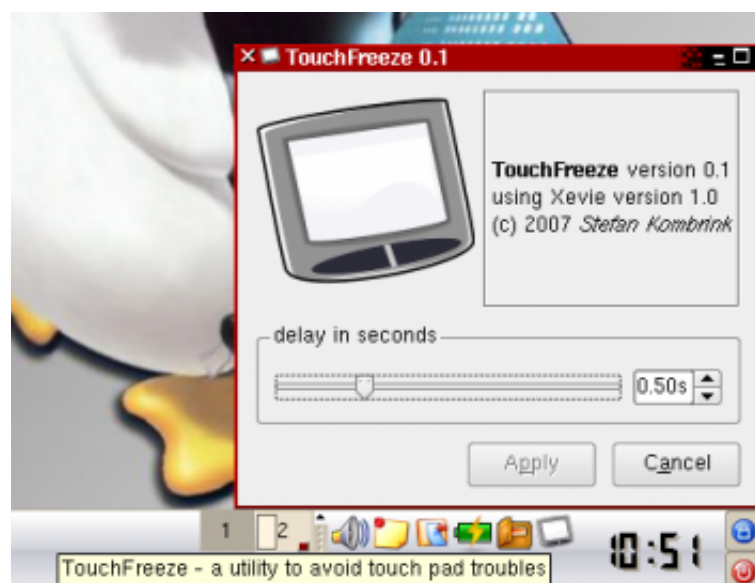 TouchFreeze 0.1
TouchFreeze version 0.1
using Xevie version 1.0
(c) 2007 Stefan Kombrink
delay in seconds
0.50s
Apply
Cancel
1
2
10:51
TouchFreeze - a utility to avoid touch pad troubles